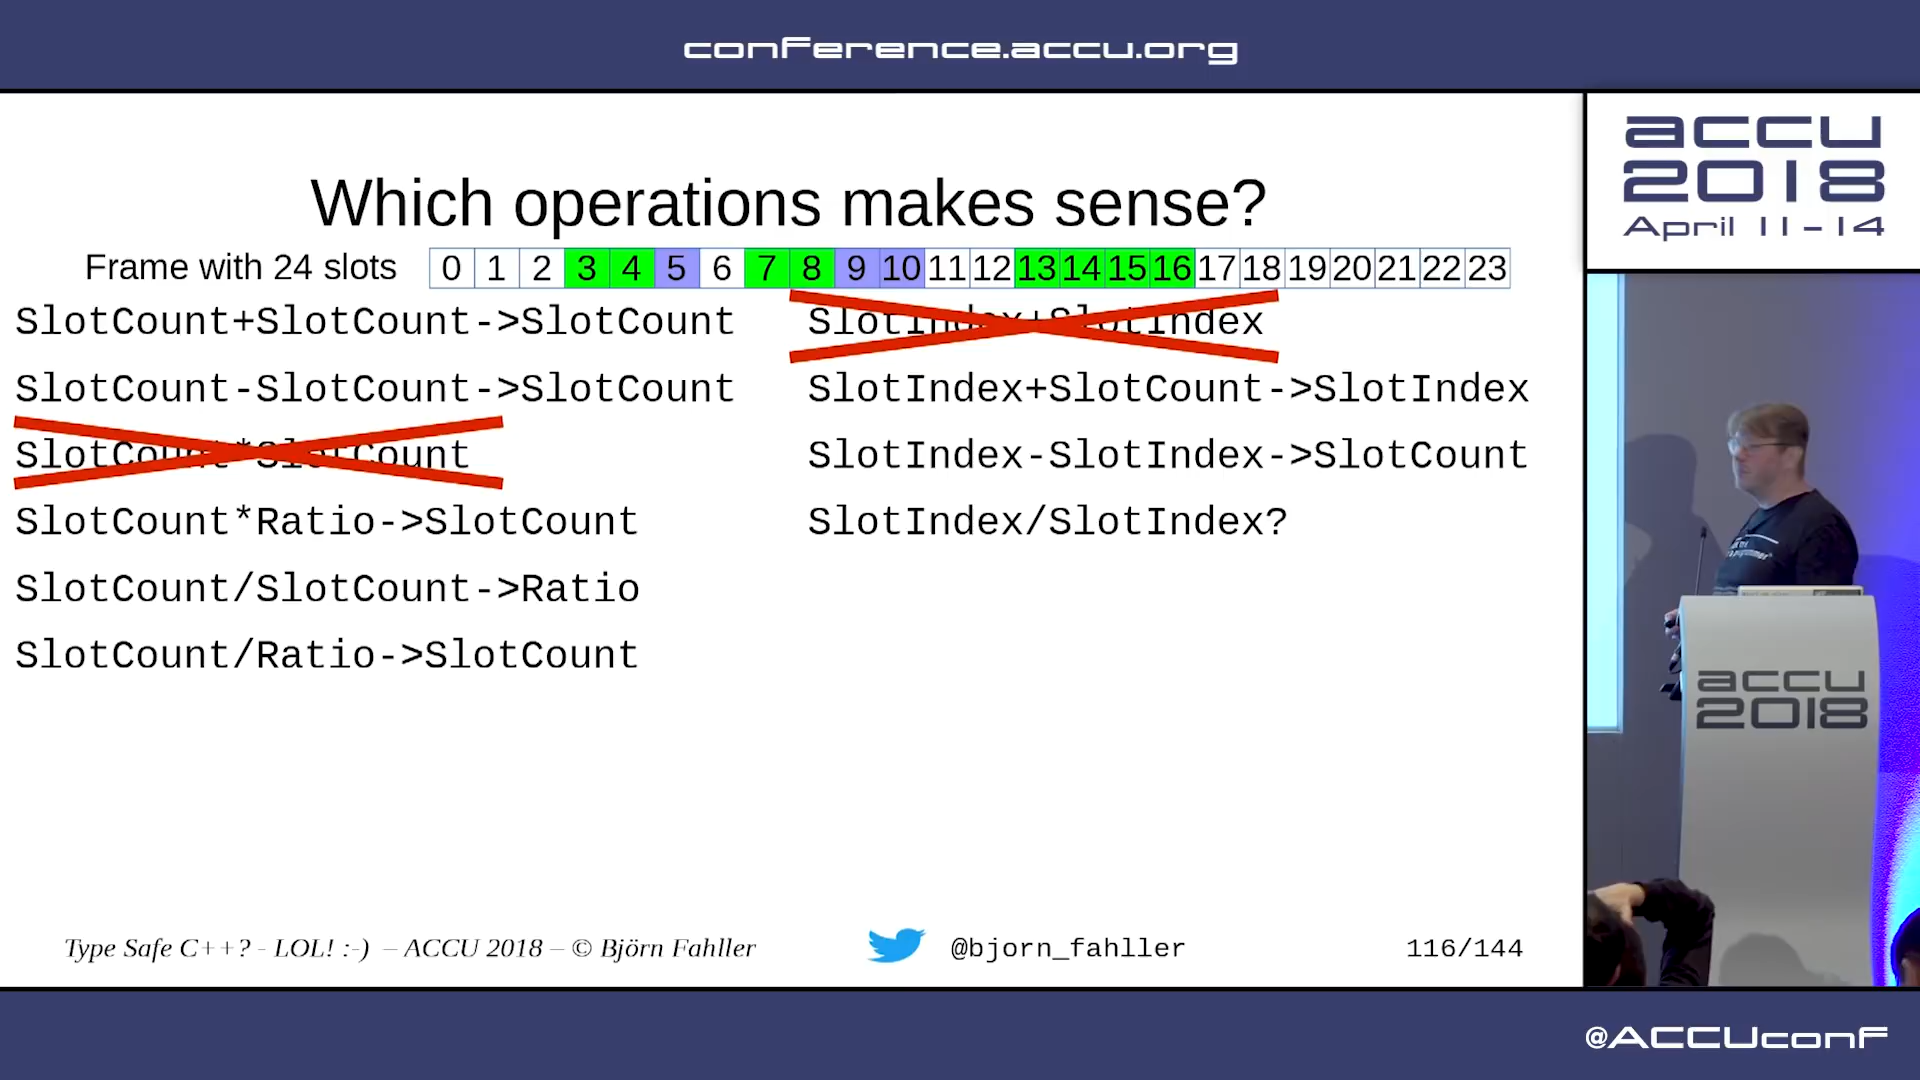 conference.accu.org
accu
2018
April 11-14
Which operations makes sense?
Frame with 24 slots 0 1 2 3 4 5 6 7 8 9 10 11 12 13 14 15 16 17 18 19 20 21 22 23
SlotCount+SlotCount->SlotCount
SlotCount-SlotCount->SlotCount
SlotCount*SlotCount
SlotCount*Ratio->SlotCount
SlotCount/SlotCount->Ratio
SlotCount/Ratio->SlotCount
SlotIndex+SlotIndex
SlotIndex+SlotCount->SlotIndex
SlotIndex-SlotIndex->SlotCount
SlotIndex/SlotIndex?
Type Safe C++? - LOL! :-) – ACCU 2018 – © Björn Fahller
@bjorn_fahller
116/144
accu
2018
@ACCUconf